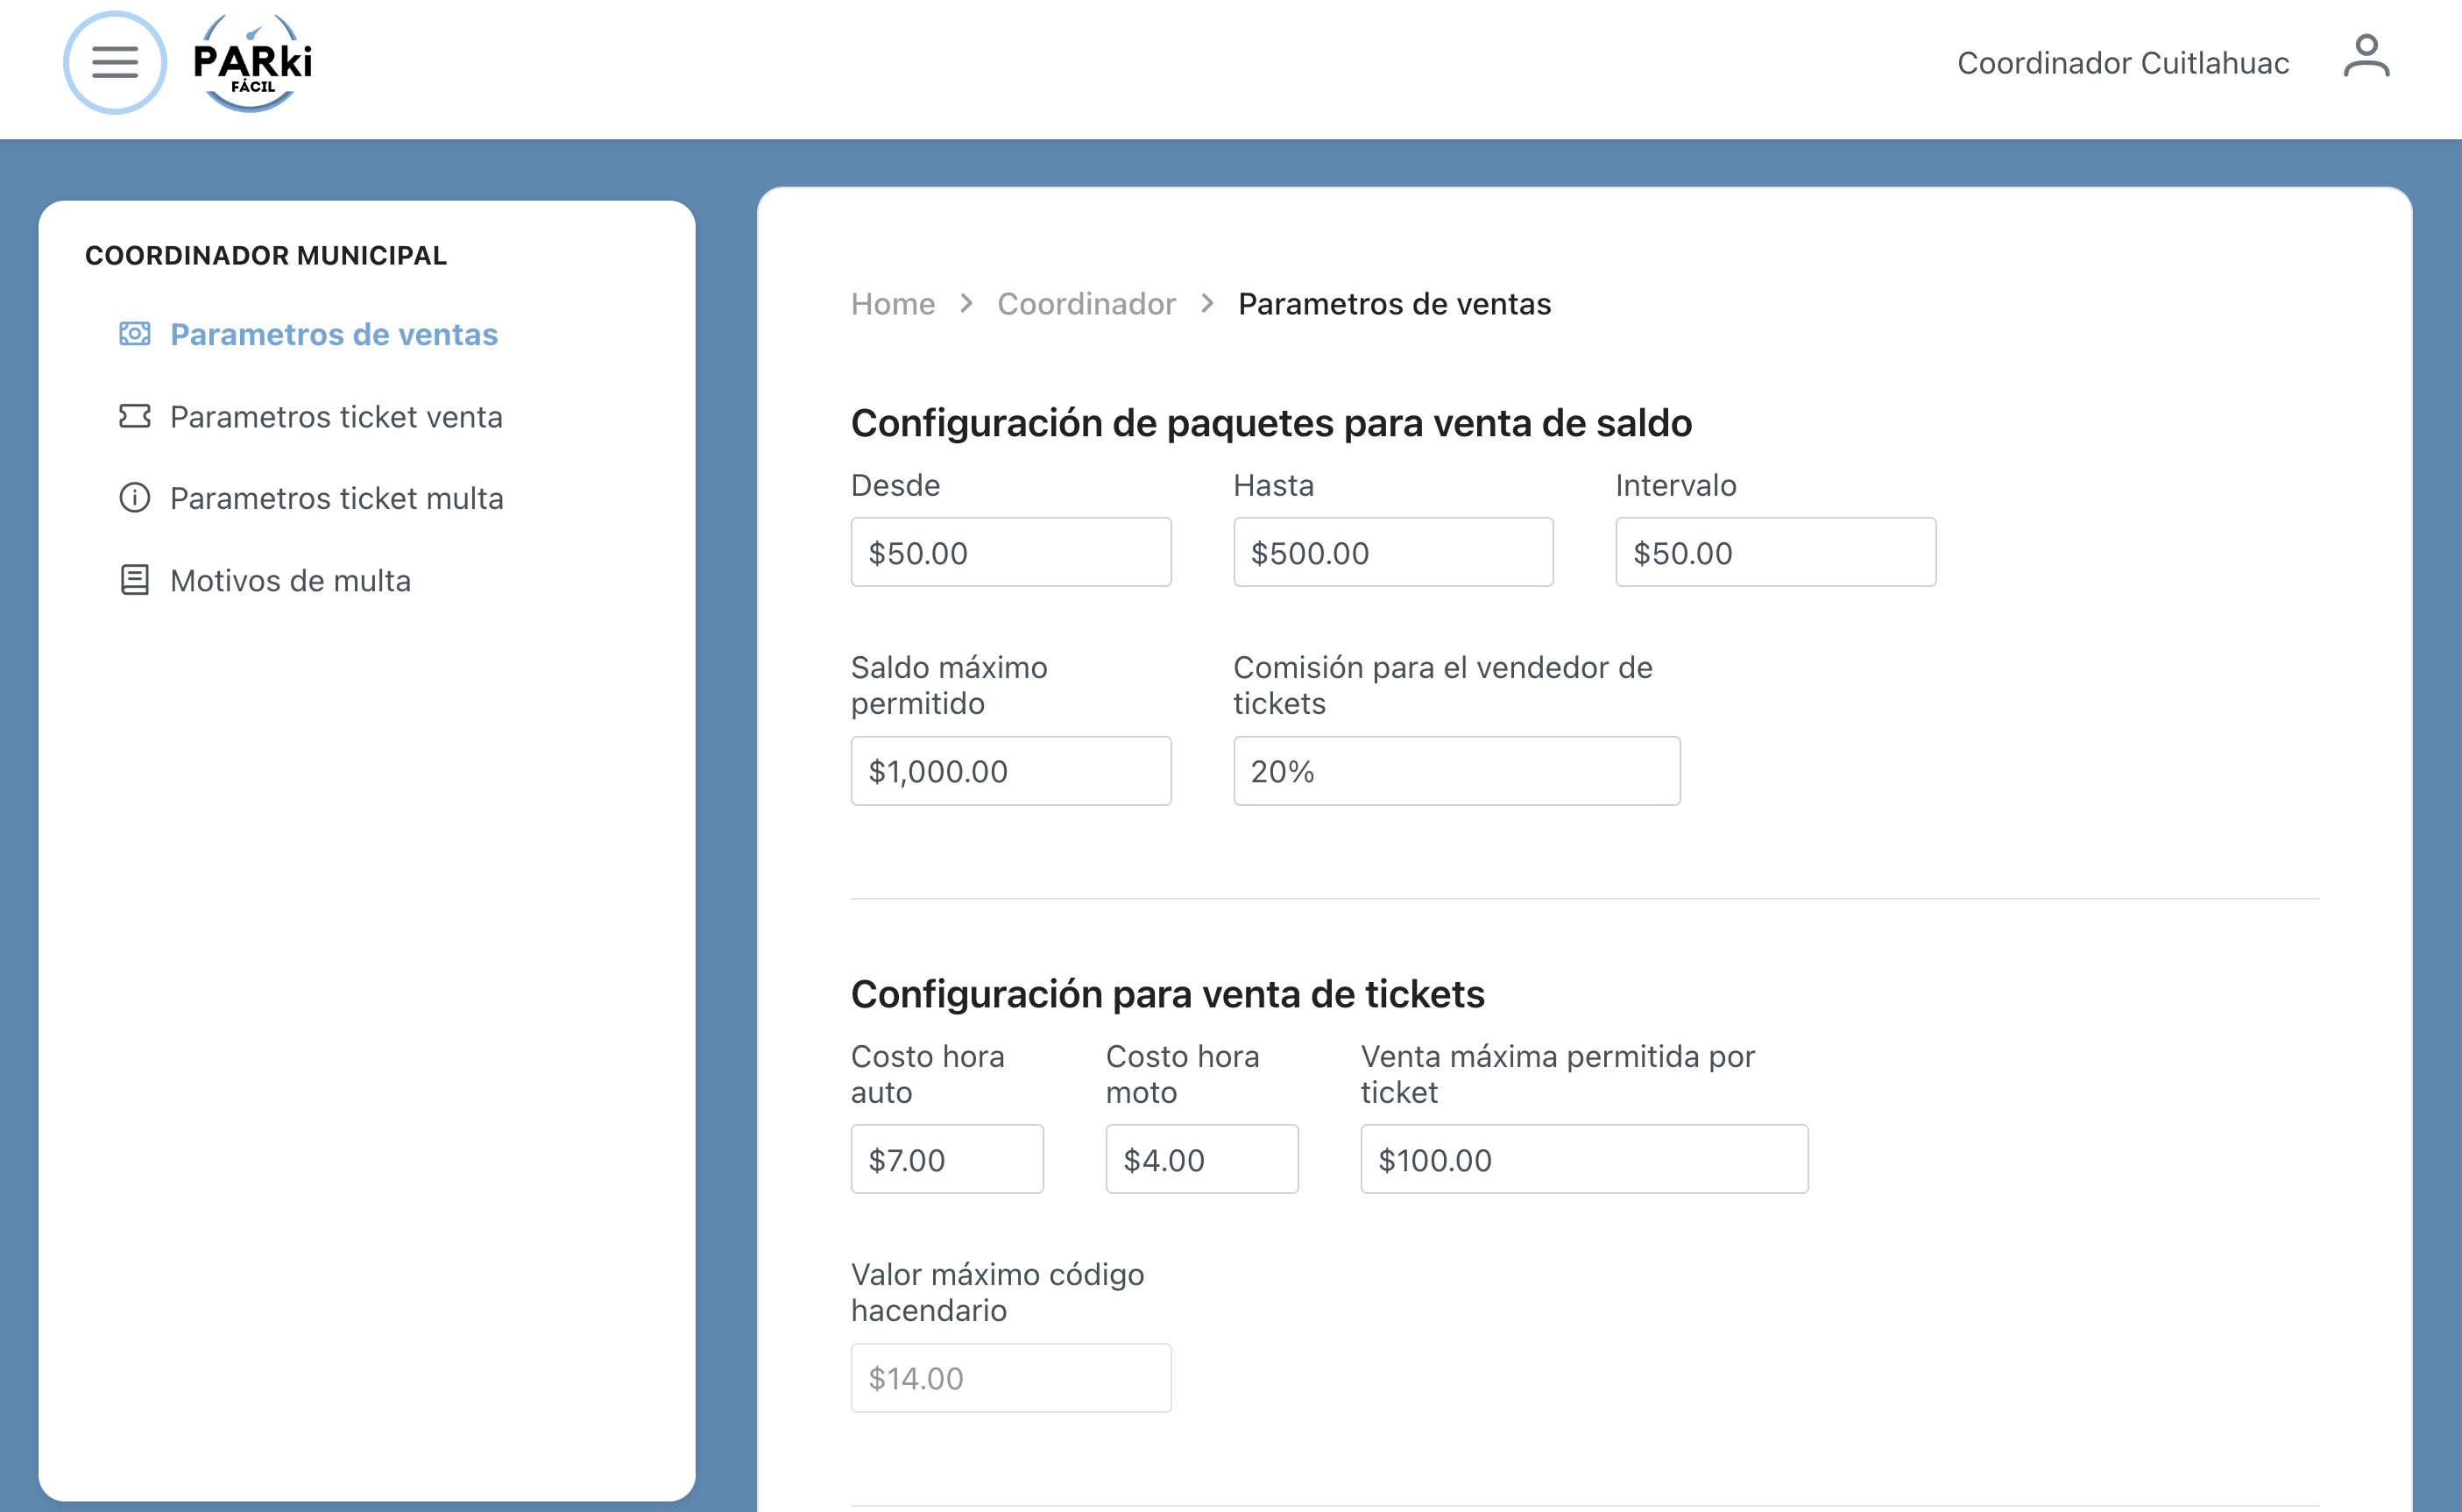 PARki
FÁCIL
Coordinador Cuitlahuac
COORDINADOR MUNICIPAL
Parametros de ventas
Parametros ticket venta
Parametros ticket multa
Motivos de multa
Home > Coordinador > Parametros de ventas
Configuración de paquetes para venta de saldo
Desde Hasta Intervalo
$50.00 $500.00 $50.00
Saldo máximo
permitido
Comisión para el vendedor de
tickets
$1,000.00 20%
Configuración para venta de tickets
Costo hora
auto
Costo hora
moto
Venta máxima permitida por
ticket
$7.00 $4.00 $100.00
Valor máximo código
hacendario
$14.00